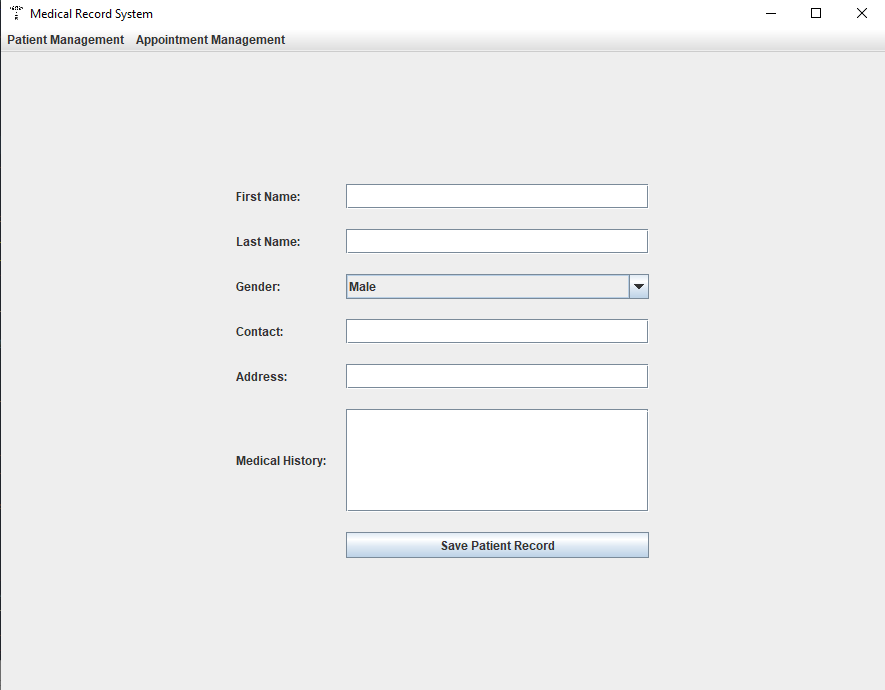 Medical Record System
Patient Management Appointment Management
First Name:
Last Name:
Gender: Male
Contact:
Address:
Medical History:
Save Patient Record